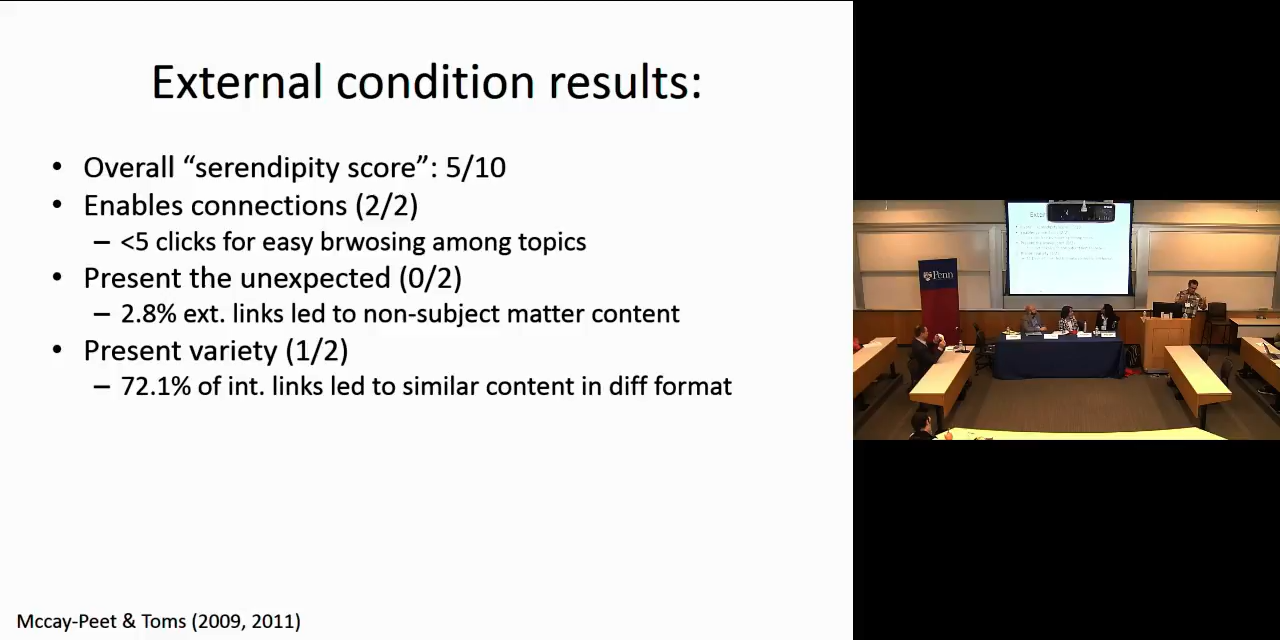 External condition results:
• Overall “serendipity score”: 5/10
• Enables connections (2/2)
– <5 clicks for easy brwosing among topics
• Present the unexpected (0/2)
– 2.8% ext. links led to non-subject matter content
• Present variety (1/2)
– 72.1% of int. links led to similar content in diff format
Mccay-Peet & Toms (2009, 2011)
Penn